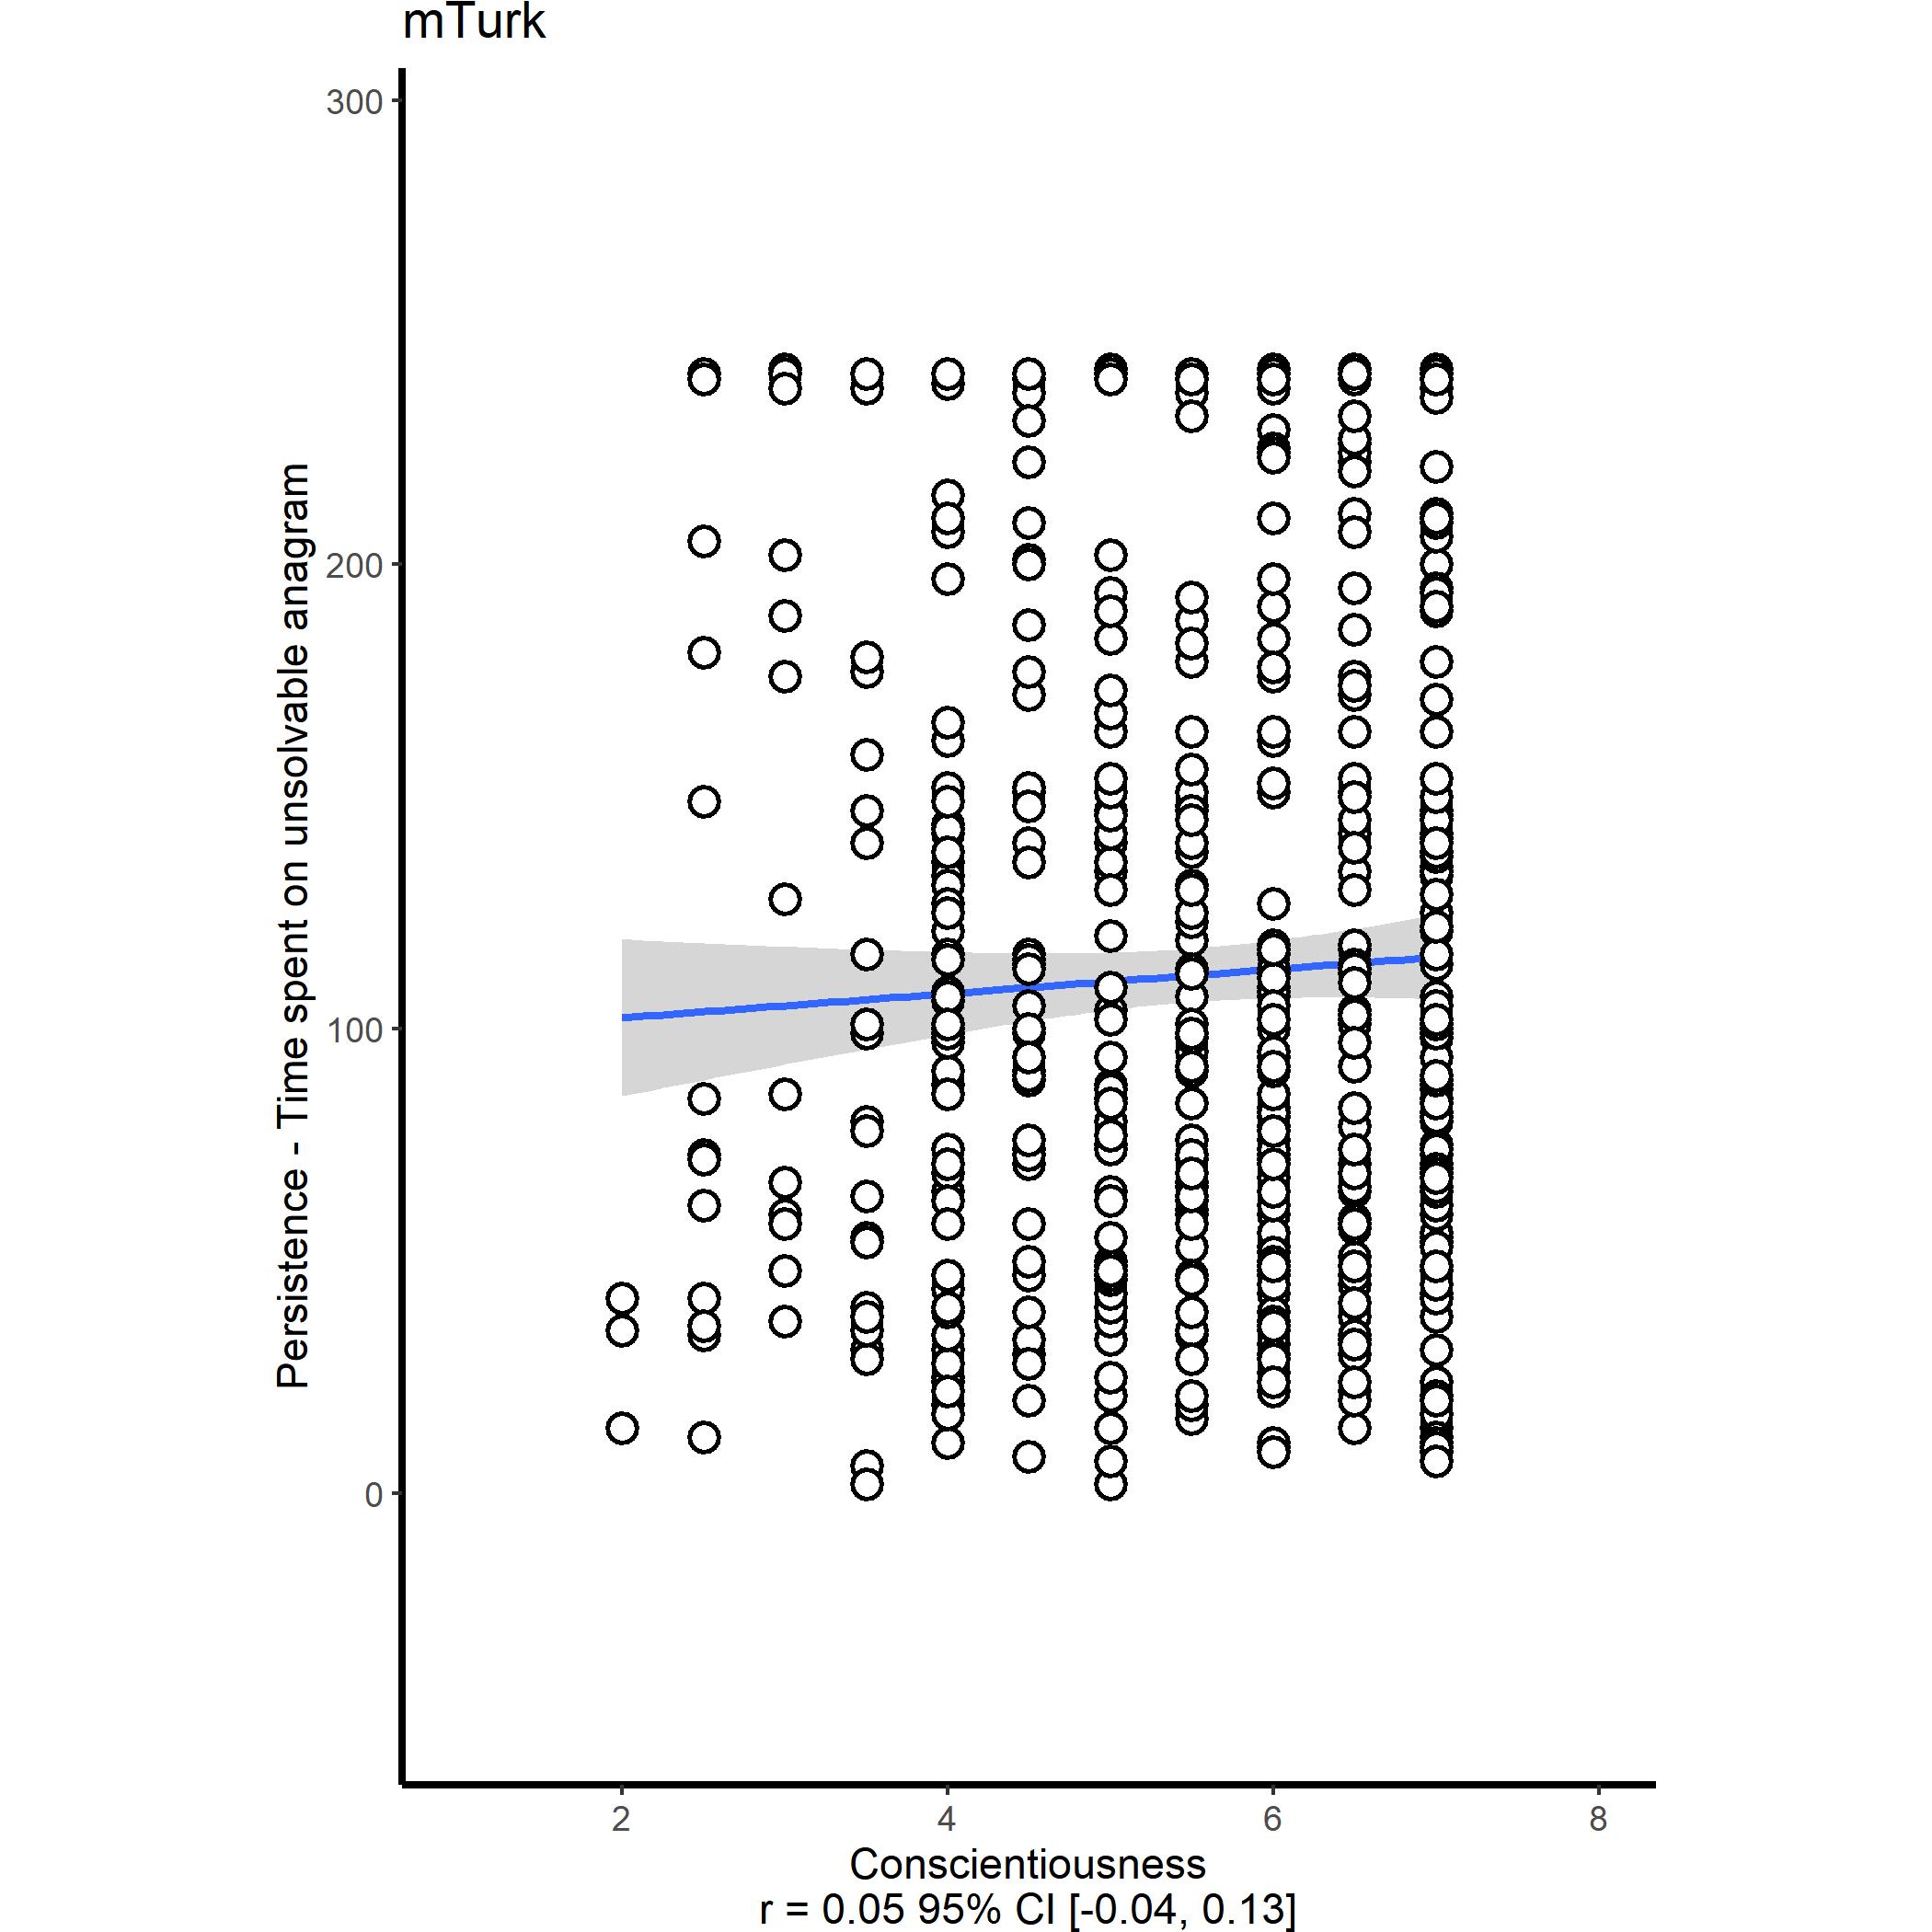 mTurk
300
200
100
0
Persistence - Time spent on unsolvable anagram
2 4 6 8
Conscientiousness
r = 0.05 95% CI [-0.04, 0.13]